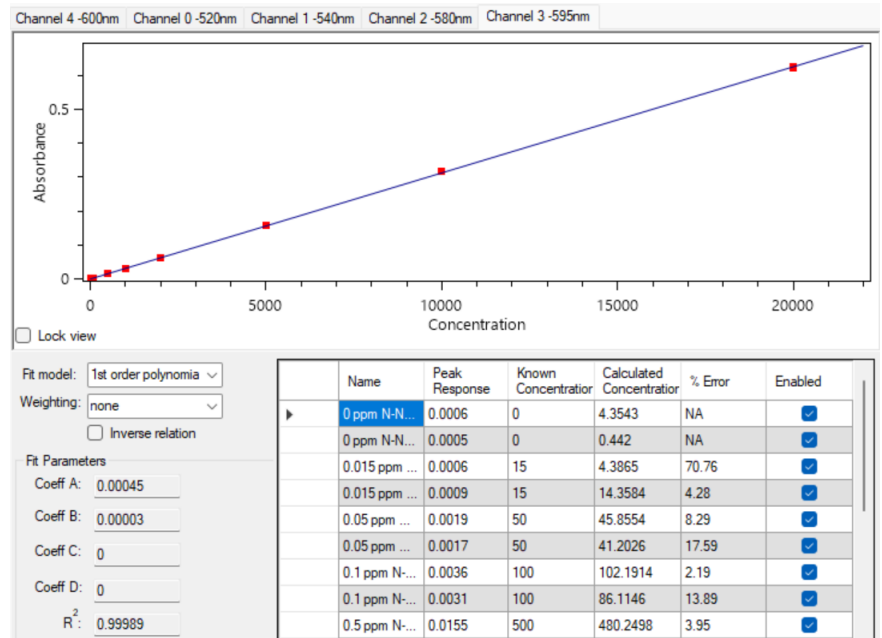 Channel 4 -600nm Channel 0 -520nm Channel 1 -540nm Channel 2 -580nm Channel 3 -595nm
0.5
Absorbance
0
0 5000 10000 15000 20000
Concentration
Lock view
Fit model: 1st order polynomia
Weighting: none
Inverse relation
Fit Parameters
Coeff A: 0.00045
Coeff B: 0.00003
Coeff C: 0
Coeff D: 0
R²: 0.99989
Name Peak Response Known Concentration Calculated Concentration % Error Enabled
0 ppm N-N... 0.0006 0 4.3543 NA
0 ppm N-N... 0.0005 0 0.442 NA
0.015 ppm ... 0.0006 15 4.3865 70.76
0.015 ppm ... 0.0009 15 14.3584 4.28
0.05 ppm ... 0.0019 50 45.8554 8.29
0.05 ppm ... 0.0017 50 41.2026 17.59
0.1 ppm N-... 0.0036 100 102.1914 2.19
0.1 ppm N-... 0.0031 100 86.1146 13.89
0.5 ppm N-... 0.0155 500 480.2498 3.95